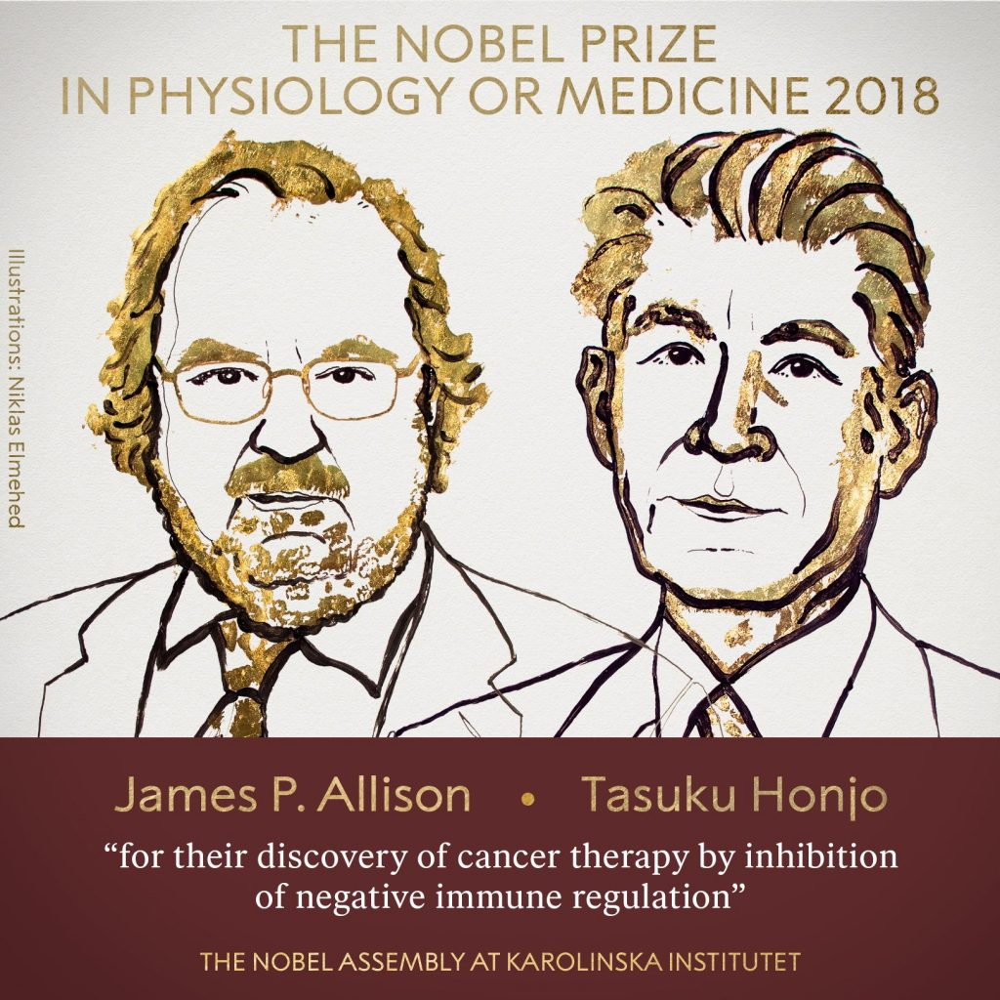 THE NOBEL PRIZE
IN PHYSIOLOGY OR MEDICINE 2018
Illustrations: Niklas Elmehed
James P. Allison • Tasuku Honjo
“for their discovery of cancer therapy by inhibition
of negative immune regulation”
THE NOBEL ASSEMBLY AT KAROLINSKA INSTITUTET